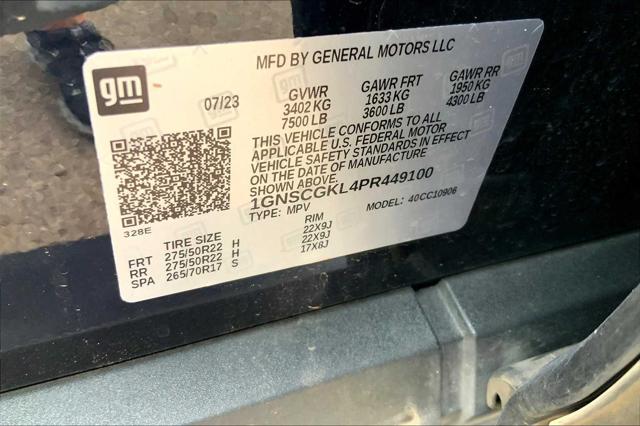 MFD BY GENERAL MOTORS LLC
gm
07/23 GVWR GAWR FRT GAWR RR
3402 KG 1633 KG 1950 KG
7500 LB 3600 LB 4300 LB
THIS VEHICLE CONFORMS TO ALL
APPLICABLE U.S. FEDERAL MOTOR
VEHICLE SAFETY STANDARDS IN EFFECT
ON THE DATE OF MANUFACTURE
SHOWN ABOVE.
1GNSCGKL4PR449100
TYPE: MPV MODEL: 40CC10906
328E
TIRE SIZE RIM
FRT 275/50R22 H 22X9J
RR 275/50R22 H 22X9J
SPA 265/70R17 S 17X8J